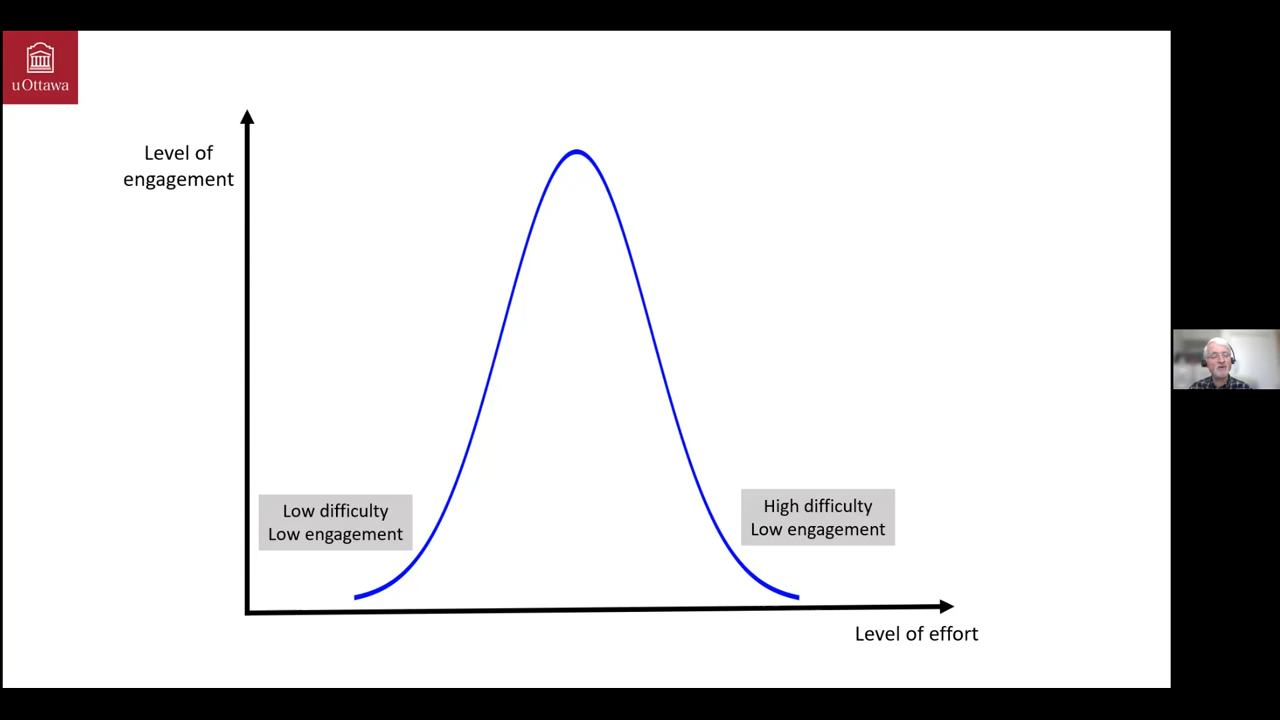 uOttawa
Level of
engagement
Low difficulty
Low engagement
High difficulty
Low engagement
Level of effort